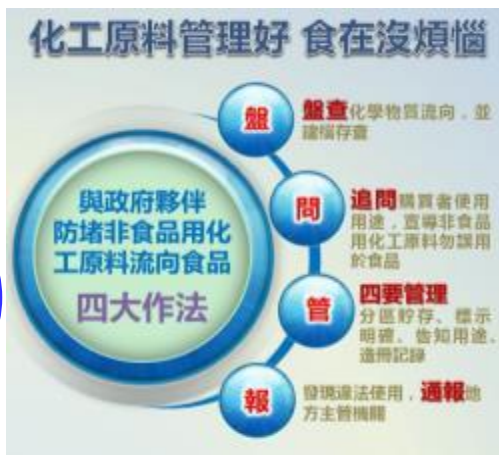 化工原料管理好 食在沒煩惱
與政府夥伴
防堵非食品用化
工原料流向食品
四大作法
盤
盤查化學物質流向，並
建檔存查
問
追問購買者使用
用途，宣導非食品
用化工原料勿誤用
於食品
管
四要管理
分區貯存、標示
明確、告知用途、
造冊記錄
報
發現違法使用，通報地
方主管機關